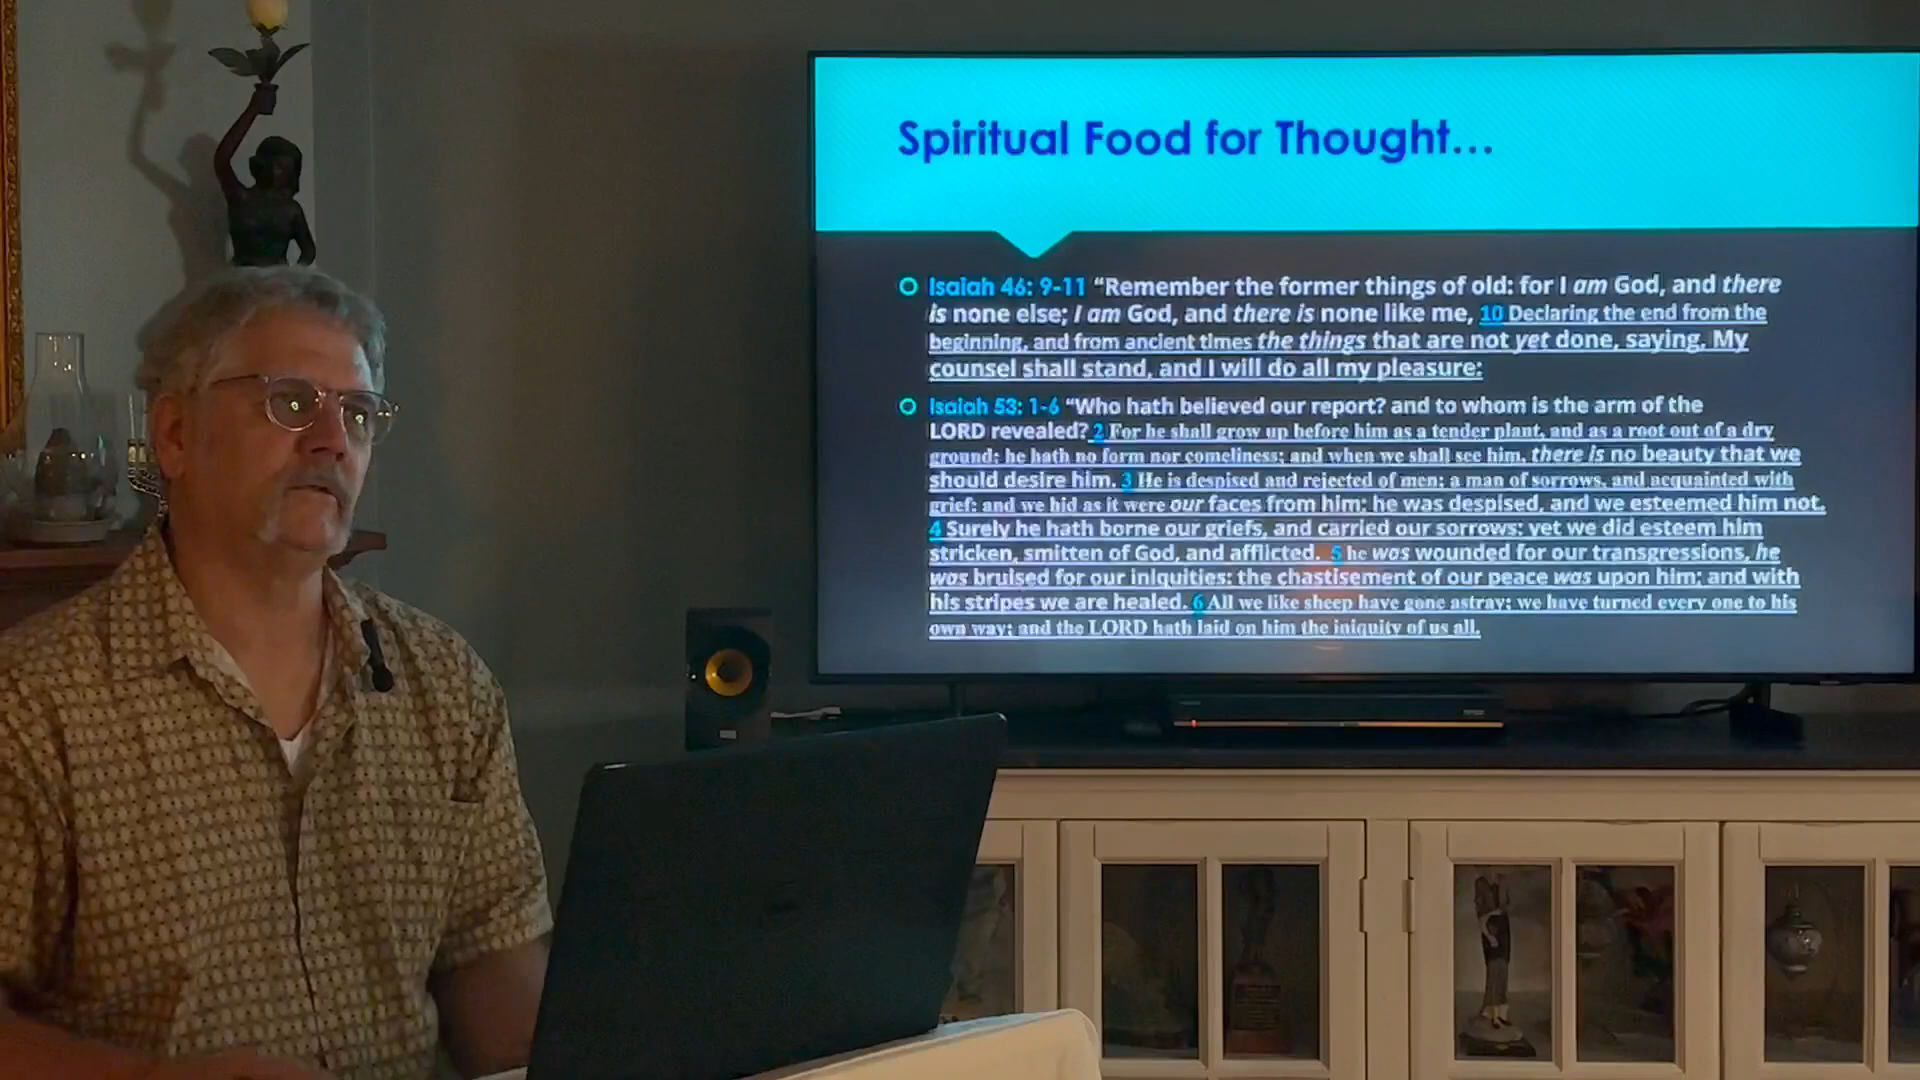 Spiritual Food for Thought...
Isaiah 46: 9-11 “Remember the former things of old: for I am God, and there
is none else; I am God, and there is none like me, 10 Declaring the end from the
beginning, and from ancient times the things that are not yet done, saying, My
counsel shall stand, and I will do all my pleasure:
Isaiah 53: 1-6 “Who hath believed our report? and to whom is the arm of the
LORD revealed? 2 For he shall grow up before him as a tender plant, and as a root out of a dry
ground: he hath no form nor comeliness; and when we shall see him, there is no beauty that we
should desire him. 3 He is despised and rejected of men; a man of sorrows, and acquainted with
grief: and we hid as it were our faces from him; he was despised, and we esteemed him not.
4 Surely he hath borne our griefs, and carried our sorrows: yet we did esteem him
stricken, smitten of God, and afflicted. 5 he was wounded for our transgressions, he
was bruised for our iniquities: the chastisement of our peace was upon him; and with
his stripes we are healed. 6 All we like sheep have gone astray; we have turned every one to his
own way; and the LORD hath laid on him the iniquity of us all.